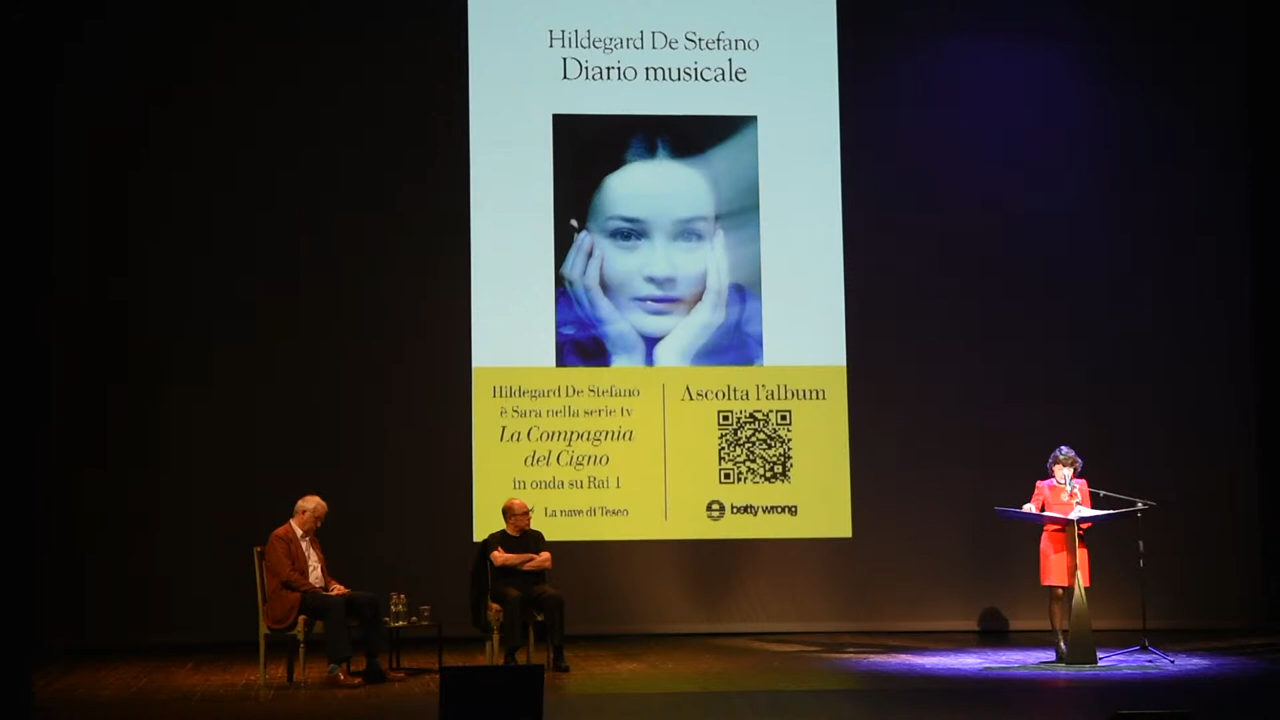 Hildegard De Stefano
Diario musicale
Hildegard De Stefano
è Sara nella serie tv
La Compagnia
del Cigno
in onda su Rai 1
La nave di Teseo
Ascolta l'album
betty wrong